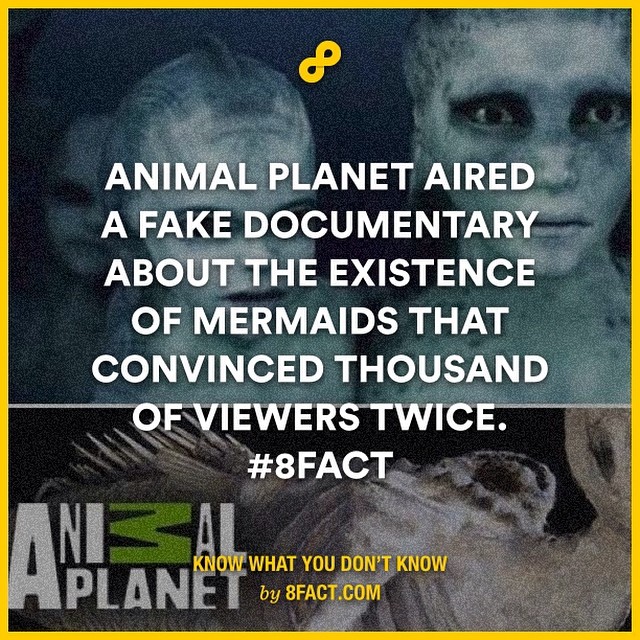 ANIMAL PLANET AIRED
A FAKE DOCUMENTARY
ABOUT THE EXISTENCE
OF MERMAIDS THAT
CONVINCED THOUSAND
OF VIEWERS TWICE.
#8FACT
ANIMAL
PLANET
KNOW WHAT YOU DON'T KNOW
by 8FACT.COM